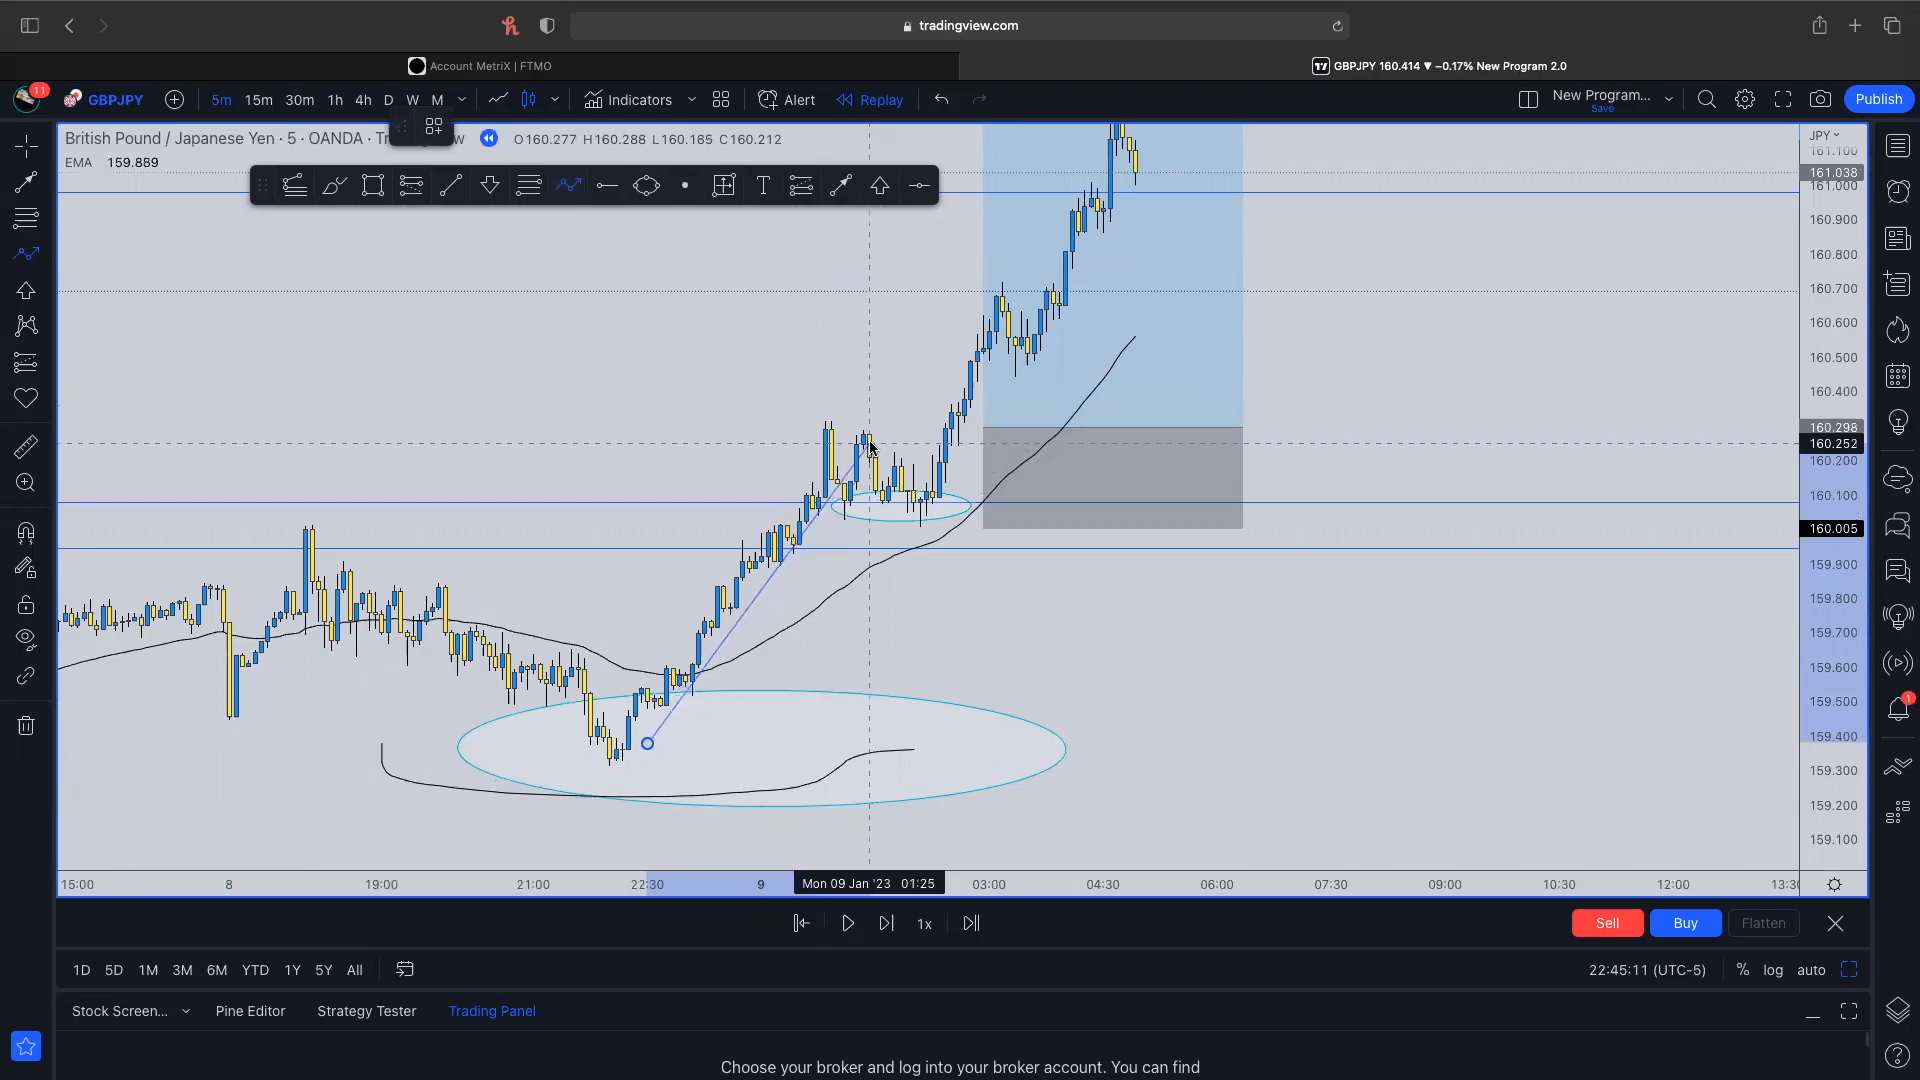 tradingview.com
Account MetriX | FTMO
GBPJPY 160.414 ▼ −0.17% New Program 2.0
11
GBPJPY
5m 15m 30m 1h 4h D W M
Indicators
Alert
Replay
New Program...
Save
Publish
British Pound / Japanese Yen · 5 · OANDA · Tr
W
O160.277 H160.288 L160.185 C160.212
EMA 159.889
T
JPY
161.100
161.038
161.000
160.900
160.800
160.700
160.600
160.500
160.400
160.298
160.252
160.200
160.100
160.005
159.900
159.800
159.700
159.600
159.500
159.400
159.300
159.200
159.100
1
15:00 8 19:00 21:00 22:30 9 Mon 09 Jan '23 01:25 03:00 04:30 06:00 07:30 09:00 10:30 12:00 13:30
1x
Sell Buy Flatten
1D 5D 1M 3M 6M YTD 1Y 5Y All
22:45:11 (UTC-5) % log auto
Stock Screen... Pine Editor Strategy Tester Trading Panel
Choose your broker and log into your broker account. You can find